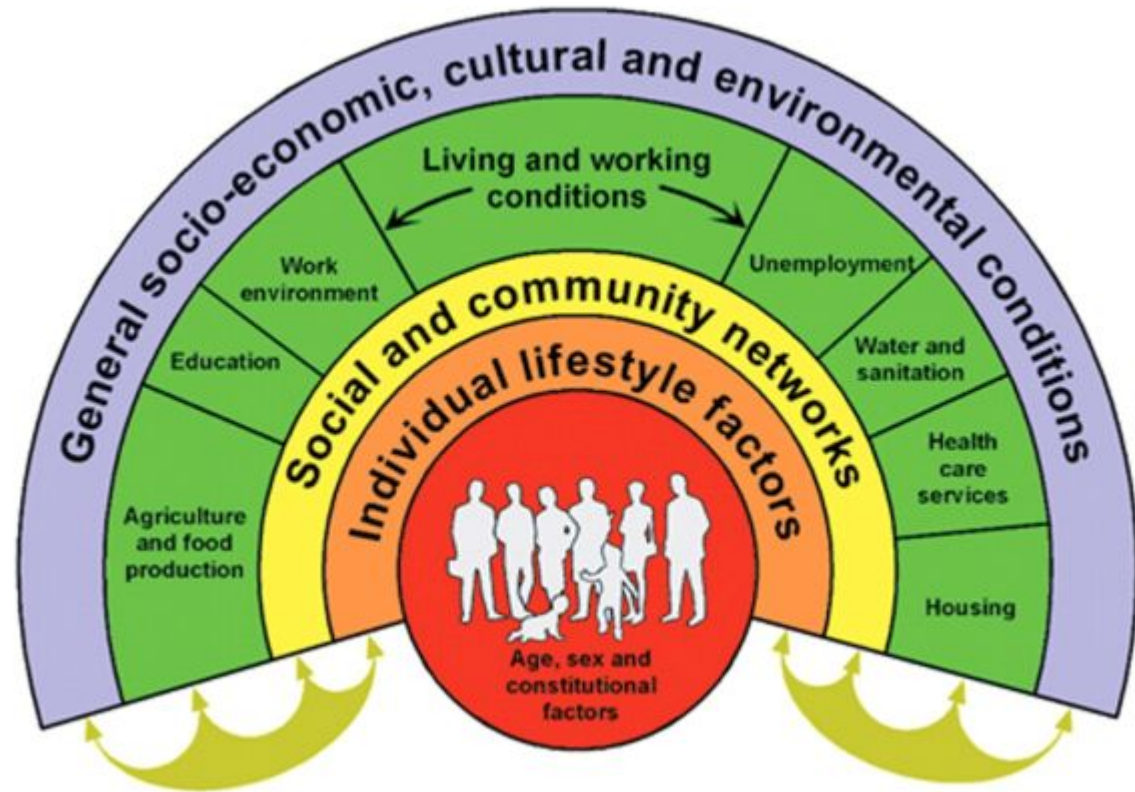 General socio-economic, cultural and environmental conditions
Living and working
conditions
Work
environment
Unemployment
Education
Water and
sanitation
Agriculture
and food
production
Health
care
services
Housing
Social and community networks
Individual lifestyle factors
Age, sex and
constitutional
factors